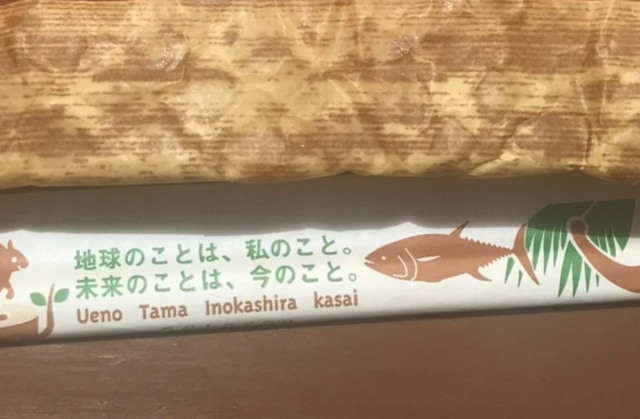 地球のことは、私のこと。
未来のことは、今のこと。
Ueno Tama Inokashira kasai